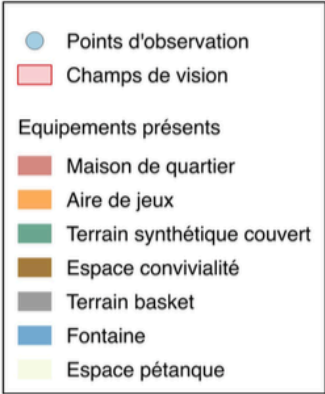 Points d'observation
Champs de vision
Equipements présents
Maison de quartier
Aire de jeux
Terrain synthétique couvert
Espace convivialité
Terrain basket
Fontaine
Espace pétanque